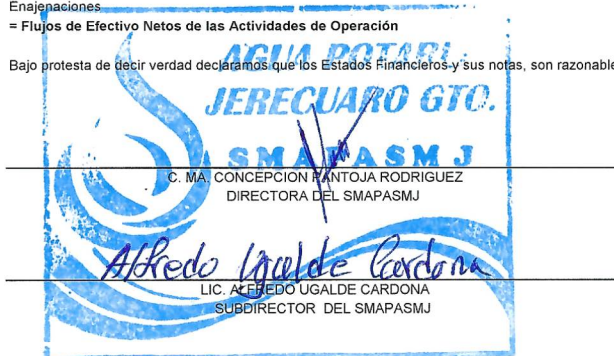 Enajenaciones
= Flujos de Efectivo Netos de las Actividades de Operación
AGUA POTABL
Bajo protesta de decir verdad declaramos que los Estados Financieros y sus notas, son razonable
JERECUARO GTO.
SMAPASMJ
C. MA. CONCEPCION PANTOJA RODRIGUEZ
DIRECTORA DEL SMAPASMJ
Alfredo Ugalde Cardona
LIC. ALFREDO UGALDE CARDONA
SUBDIRECTOR DEL SMAPASMJ